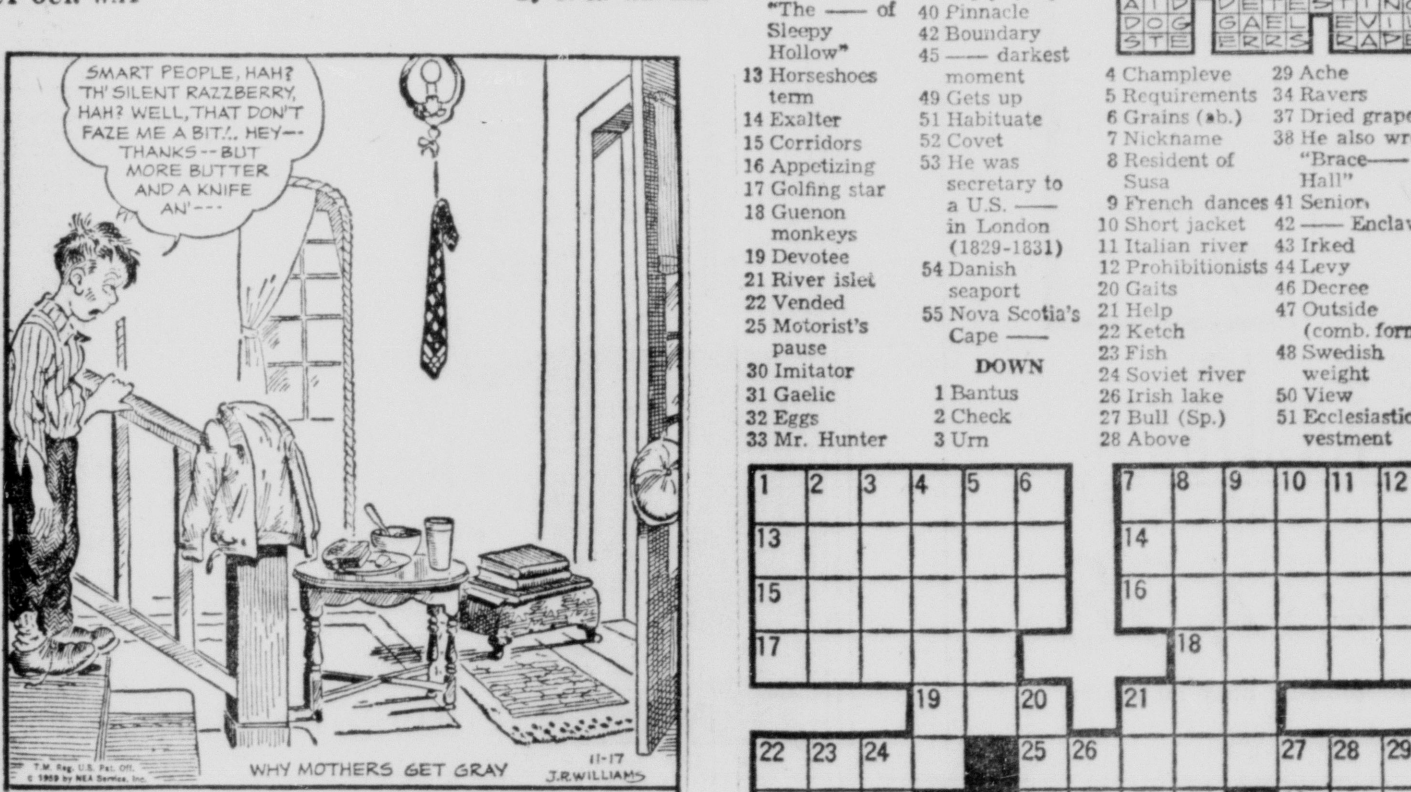 SMART PEOPLE, HAH?
TH' SILENT RAZZBERRY,
HAH? WELL, THAT DON'T
FAZE ME A BIT!. HEY--
THANKS--BUT
MORE BUTTER
AND A KNIFE
AN'---
T.M. Reg. U.S. Pat. Off.
© 1959 by NEA Service, Inc.
WHY MOTHERS GET GRAY
11-17
J.R.WILLIAMS
"The —— of
Sleepy
Hollow"
13 Horseshoes
term
14 Exalter
15 Corridors
16 Appetizing
17 Golfing star
18 Guenon
monkeys
19 Devotee
21 River islet
22 Vended
25 Motorist's
pause
30 Imitator
31 Gaelic
32 Eggs
33 Mr. Hunter
40 Pinnacle
42 Boundary
45 —— darkest
moment
49 Gets up
51 Habituate
52 Covet
53 He was
secretary to
a U.S. ——
in London
(1829-1831)
54 Danish
seaport
55 Nova Scotia's
Cape ——
DOWN
1 Bantus
2 Check
3 Urn
4 Champleve
5 Requirements
6 Grains (ab.)
7 Nickname
8 Resident of
Susa
9 French dances
10 Short jacket
11 Italian river
12 Prohibitionists
20 Gaits
21 Help
22 Ketch
23 Fish
24 Soviet river
26 Irish lake
27 Bull (Sp.)
28 Above
DOG GAEL EVIL
STE ERRS RAPE
29 Ache
34 Ravers
37 Dried grape
38 He also wr
"Brace——
Hall"
41 Senior
42 —— Enclav
43 Irked
44 Levy
46 Decree
47 Outside
(comb. form
48 Swedish
weight
50 View
51 Ecclesiastic
vestment
1 2 3 4 5 6 7 8 9 10 11 12
13 14
15 16
17 18
19 20 21
22 23 24 25 26 27 28 29